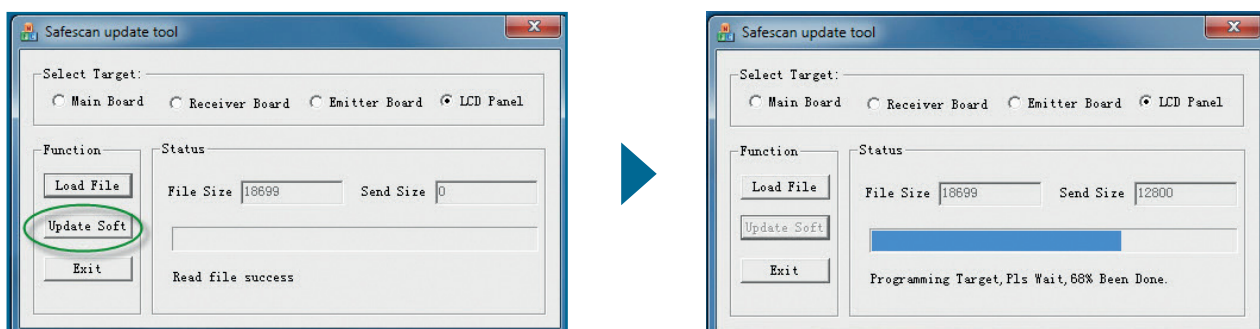 Safescan update tool
Select Target:
Main Board Receiver Board Emitter Board LCD Panel
Function
Status
Load File
File Size 18699 Send Size 0
Update Soft
Exit
Read file success
Safescan update tool
Select Target:
Main Board Receiver Board Emitter Board LCD Panel
Function
Status
Load File
File Size 18699 Send Size 12800
Update Soft
Exit
Programming Target,Pls Wait,68% Been Done.